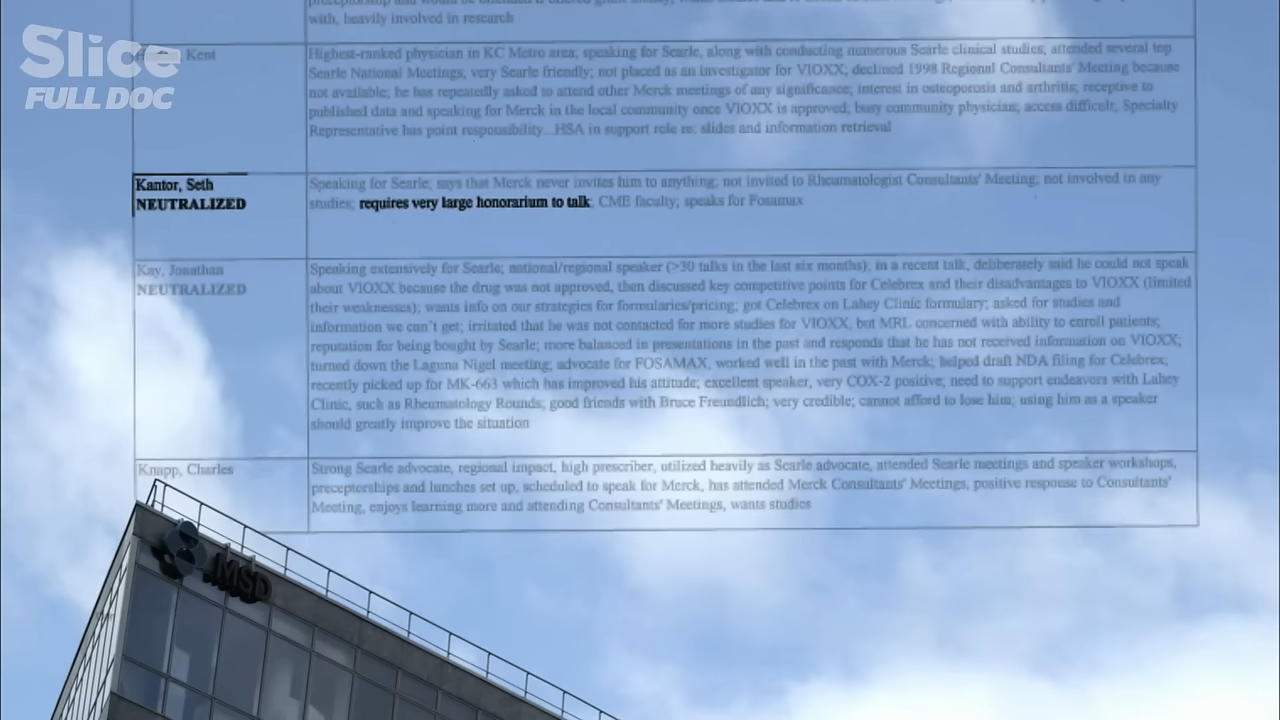 Slice
FULL DOC
with, heavily involved in research
Kent
Highest-ranked physician in KC Metro area; speaking for Searle, along with conducting numerous Searle clinical studies; attended several top
Searle National Meetings; very Searle friendly; not placed as an investigator for VIOXX; declined 1998 Regional Consultants' Meeting because
not available; he has repeatedly asked to attend other Merck meetings of any significance; interest in osteoporosis and arthritis; receptive to
published data and speaking for Merck in the local community once VIOXX is approved; busy community physician; access difficult; Specialty
Representative has point responsibility...HSA in support role re: slides and information retrieval
Kantor, Seth
NEUTRALIZED
Speaking for Searle; says that Merck never invites him to anything; not invited to Rheumatologist Consultants' Meeting; not involved in any
studies; requires very large honorarium to talk; CME faculty; speaks for Fosamax
Kay, Jonathan
NEUTRALIZED
Speaking extensively for Searle; national/regional speaker (>30 talks in the last six months); in a recent talk, deliberately said he could not speak
about VIOXX because the drug was not approved, then discussed key competitive points for Celebrex and their disadvantages to VIOXX (limited
their weaknesses); wants info on our strategies for formularies/pricing; got Celebrex on Lahey Clinic formulary; asked for studies and
information we can't get; irritated that he was not contacted for more studies for VIOXX, but MRL concerned with ability to enroll patients;
reputation for being bought by Searle; more balanced in presentations in the past and responds that he has not received information on VIOXX;
turned down the Laguna Nigel meeting; advocate for FOSAMAX, worked well in the past with Merck; helped draft NDA filing for Celebrex;
recently picked up for MK-663 which has improved his attitude; excellent speaker, very COX-2 positive; need to support endeavors with Lahey
Clinic, such as Rheumatology Rounds; good friends with Bruce Freundlich; very credible; cannot afford to lose him; using him as a speaker
should greatly improve the situation
Knapp, Charles
Strong Searle advocate, regional impact, high prescriber, utilized heavily as Searle advocate, attended Searle meetings and speaker workshops,
preceptorships and lunches set up, scheduled to speak for Merck, has attended Merck Consultants' Meetings, positive response to Consultants'
Meeting, enjoys learning more and attending Consultants' Meetings, wants studies
MSD